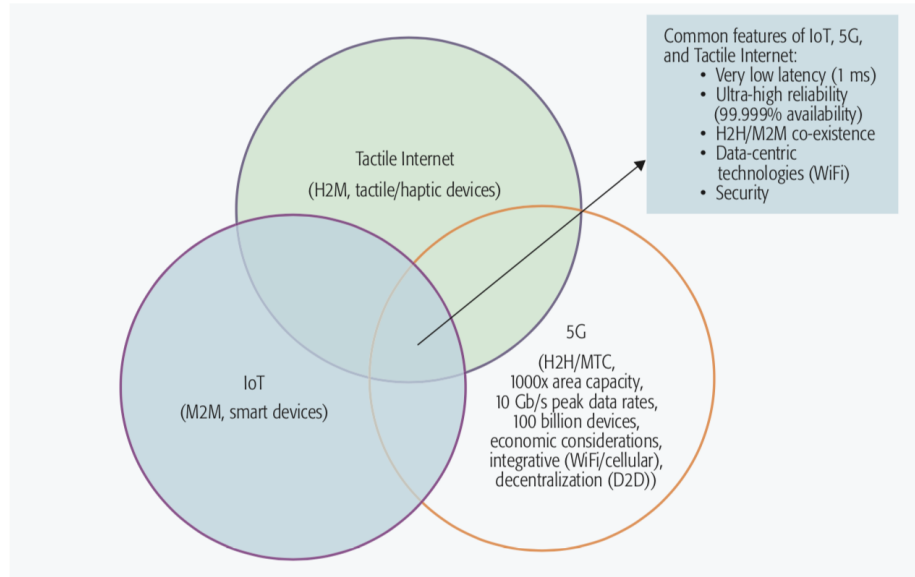 Common features of IoT, 5G,
and Tactile Internet:
• Very low latency (1 ms)
• Ultra-high reliability
(99.999% availability)
• H2H/M2M co-existence
• Data-centric
technologies (WiFi)
• Security
Tactile Internet
(H2M, tactile/haptic devices)
5G
(H2H/MTC,
1000x area capacity,
10 Gb/s peak data rates,
100 billion devices,
economic considerations,
integrative (WiFi/cellular),
decentralization (D2D))
IoT
(M2M, smart devices)